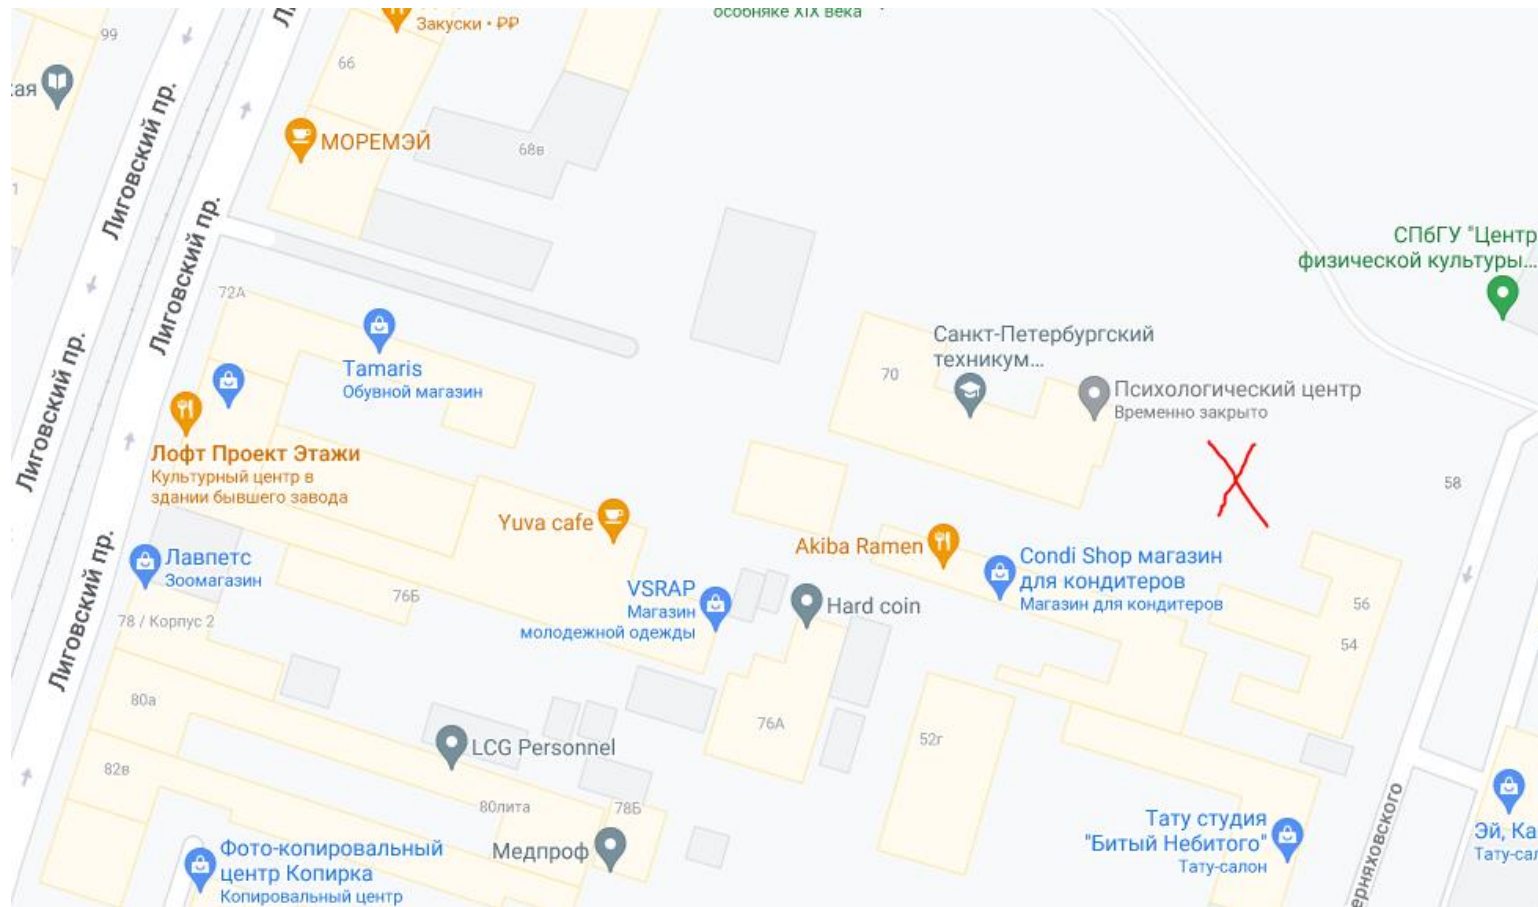 99
Закуски • ₽₽
особняке XIX века
66
ая
МОРЕМЭЙ
68в
Лиговский пр.
Лиговский пр.
СПбГУ "Центр
физической культуры...
72А
Лиговский пр.
Tamaris
Обувной магазин
70
Санкт-Петербургский
техникум...
Психологический центр
Временно закрыто
Лиговский пр.
Лофт Проект Этажи
Культурный центр в
здании бывшего завода
58
Yuva cafe
Akiba Ramen
Лавпетс
Зоомагазин
Condi Shop магазин
для кондитеров
Магазин для кондитеров
VSRAP
Магазин
молодежной одежды
76Б
Hard coin
56
78 / Корпус 2
54
Лиговский пр.
80а
76А
52г
LCG Personnel
82в
80лита
78Б
Тату студия
"Битый Небитого"
Тату-салон
Эй, Ка
Тату-сал
Фото-копировальный
центр Копирка
Копировальный центр
Медпроф
ерняховского